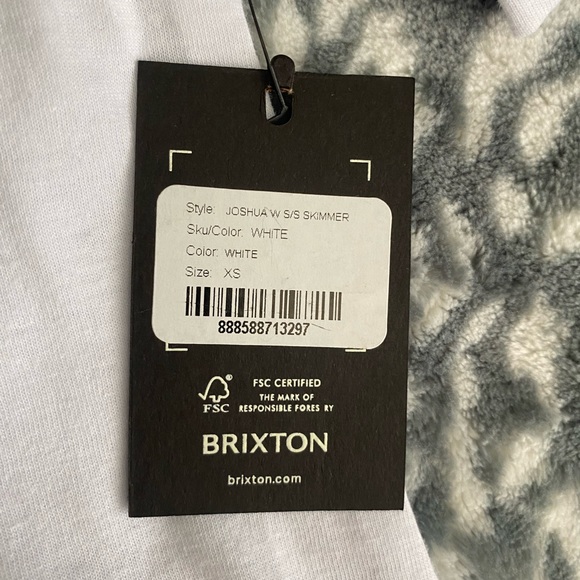 Style: JOSHUA W S/S SKIMMER
Sku/Color: WHITE
Color: WHITE
Size: XS
888588713297
FSC® FSC CERTIFIED
THE MARK OF
RESPONSIBLE FORES RY
BRIXTON
brixton.com